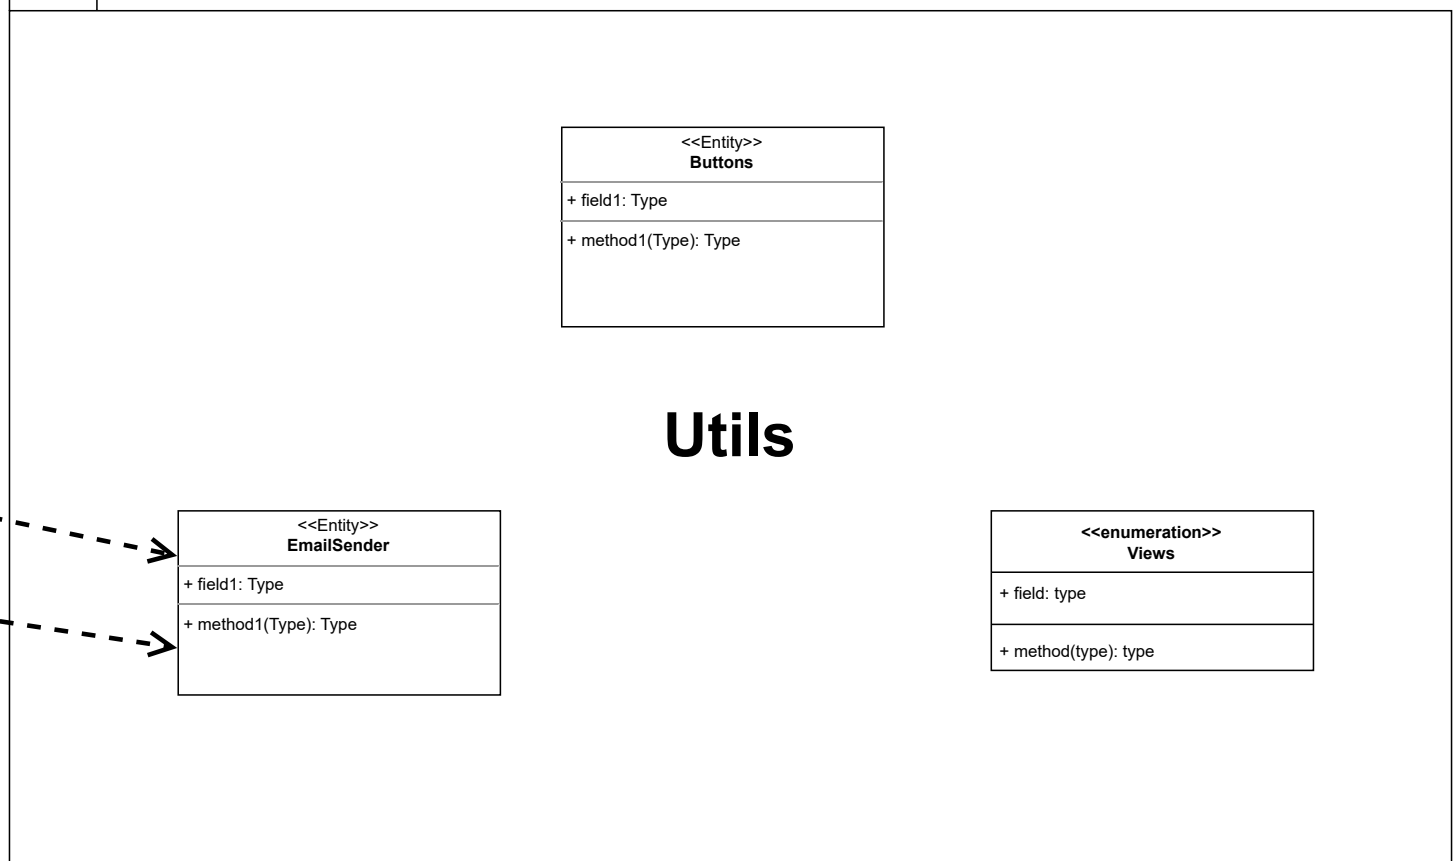 <<Entity>>
Buttons
+ field1: Type
+ method1(Type): Type
Utils
<<Entity>>
EmailSender
+ field1: Type
+ method1(Type): Type
<<enumeration>>
Views
+ field: type
+ method(type): type